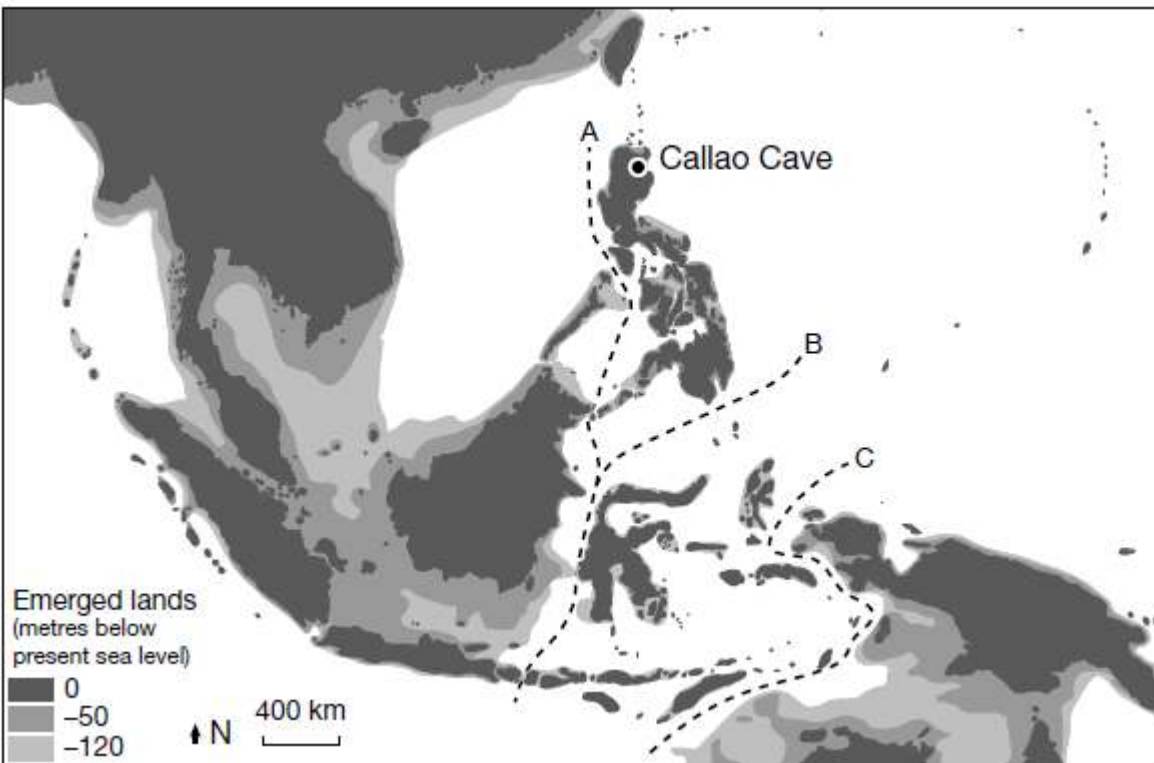 A
Callao Cave
B
C
Emerged lands
(metres below
present sea level)
0
–50
–120
N
400 km